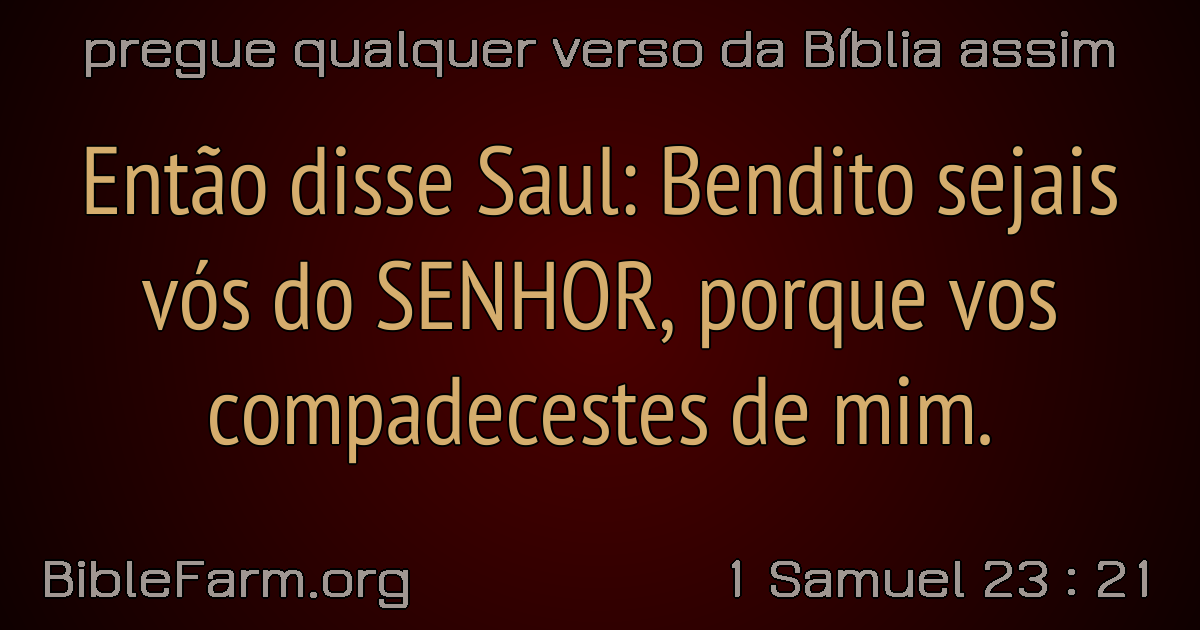 pregue qualquer verso da Bíblia assim
Então disse Saul: Bendito sejais
vós do SENHOR, porque vos
compadecestes de mim.
BibleFarm.org
1 Samuel 23 : 21